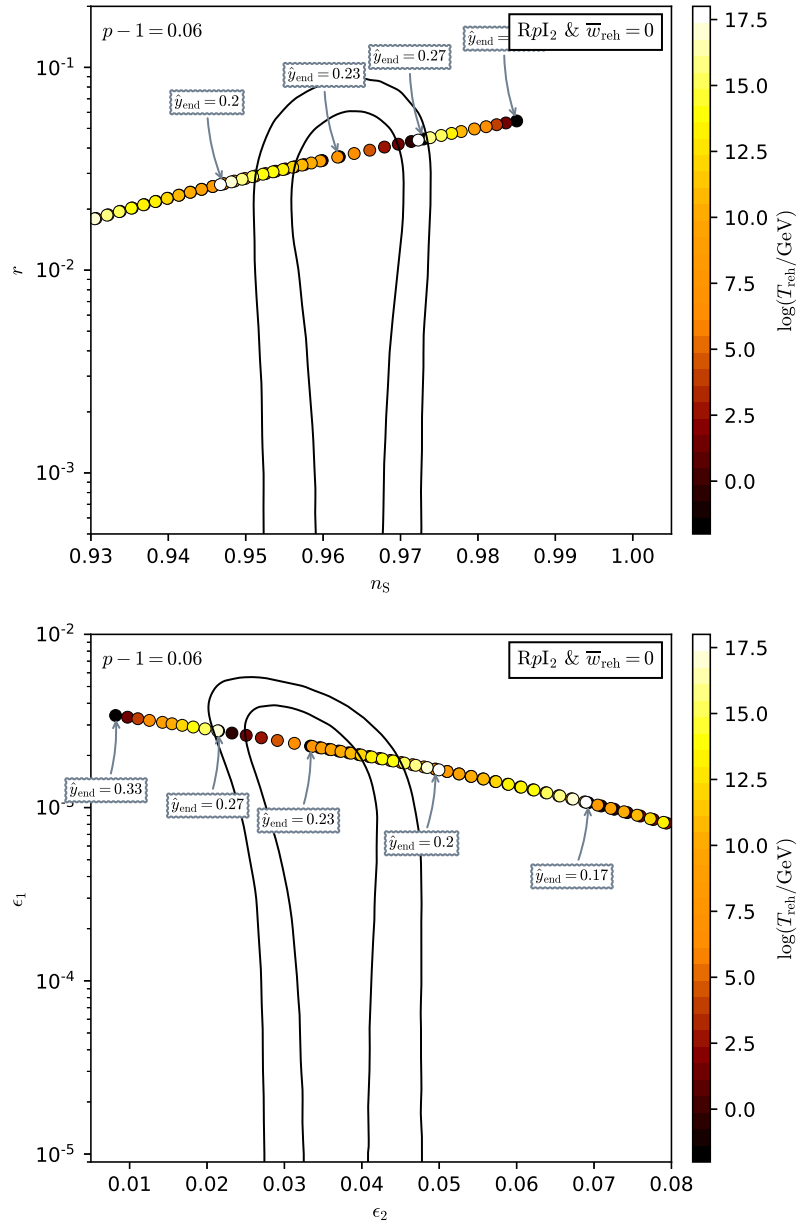 p − 1 = 0.06
RpI₂ & w̅_reh = 0
ŷ_end =
ŷ_end = 0.27
ŷ_end = 0.23
ŷ_end = 0.2
10⁻¹
10⁻²
10⁻³
r
0.93 0.94 0.95 0.96 0.97 0.98 0.99 1.00
n_S
17.5
15.0
12.5
10.0
7.5
5.0
2.5
0.0
log(T_reh/GeV)
p − 1 = 0.06
RpI₂ & w̅_reh = 0
ŷ_end = 0.33
ŷ_end = 0.27
ŷ_end = 0.23
ŷ_end = 0.2
ŷ_end = 0.17
10⁻²
10⁻⁴
10⁻⁵
ϵ₁
0.01 0.02 0.03 0.04 0.05 0.06 0.07 0.08
ϵ₂
17.5
15.0
12.5
10.0
7.5
5.0
2.5
0.0
log(T_reh/GeV)